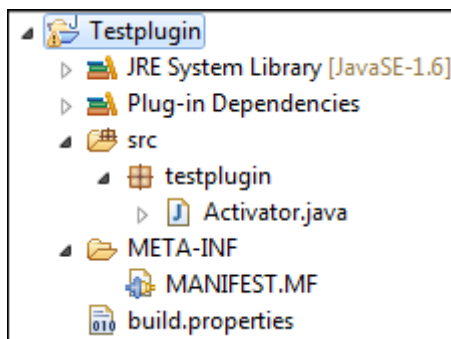 Testplugin
JRE System Library [JavaSE-1.6]
Plug-in Dependencies
src
testplugin
J Activator.java
META-INF
MANIFEST.MF
010 build.properties